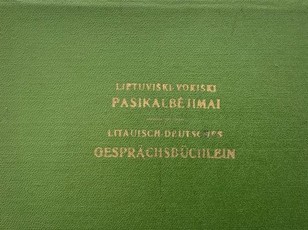 LIETUVIŠKI-VOKIŠKI
PASIKALBĖJIMAI
LITAUISCH-DEUTSCHES
GESPRÄCHSBÜCHLEIN